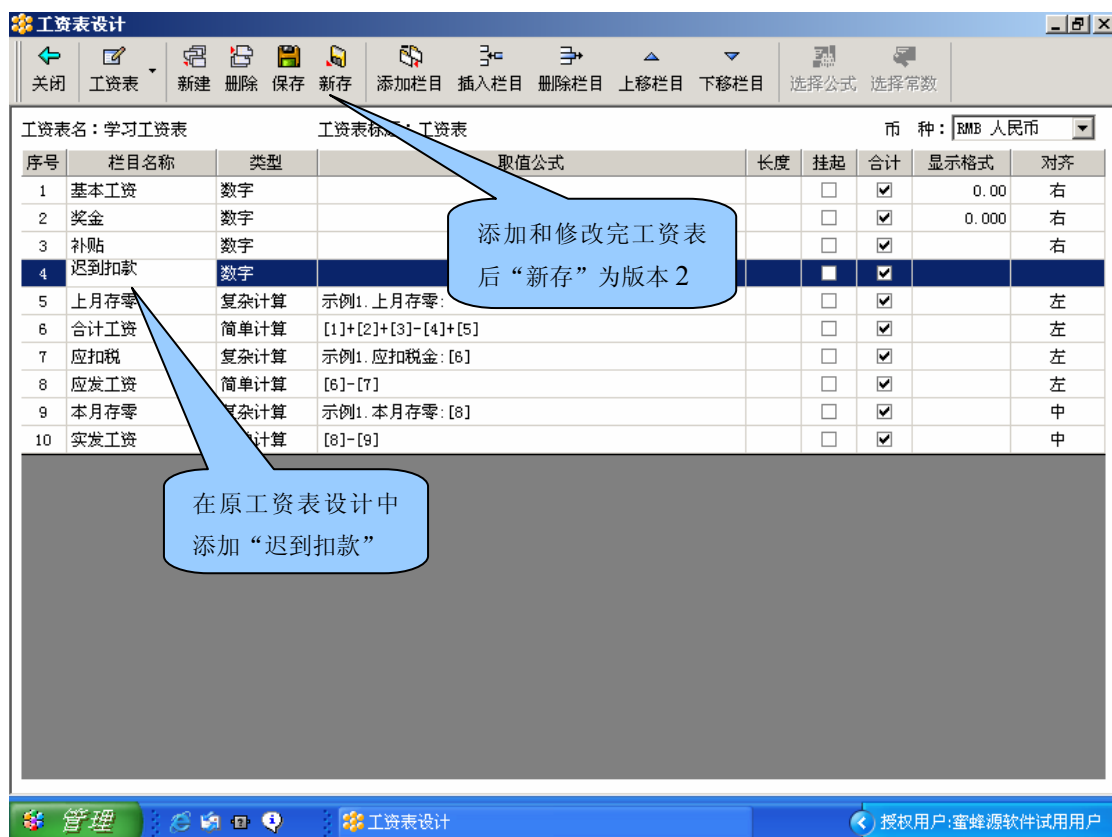 工资表设计
关闭 工资表 新建 删除 保存 新存 添加栏目 插入栏目 删除栏目 上移栏目 下移栏目 选择公式 选择常数
工资表名：学习工资表 工资表标题：工资表 币 种：RMB 人民币
序号 栏目名称 类型 取值公式 长度 挂起 合计 显示格式 对齐
1 基本工资 数字 0.00 右
2 奖金 数字 0.000 右
3 补贴 数字 右
4 迟到扣款 数字
5 上月存零 复杂计算 示例1.上月存零:
6 合计工资 简单计算 [1]+[2]+[3]-[4]+[5] 左
左
7 应扣税 复杂计算 示例1.应扣税金:[6] 左
8 应发工资 简单计算 [6]-[7] 左
9 本月存零 复杂计算 示例1.本月存零:[8] 中
10 实发工资 计算 [8]-[9] 中
添加和修改完工资表
后“新存”为版本 2
在原工资表设计中
添加“迟到扣款”
管理 工资表设计 授权用户:蜜蜂源软件试用用户